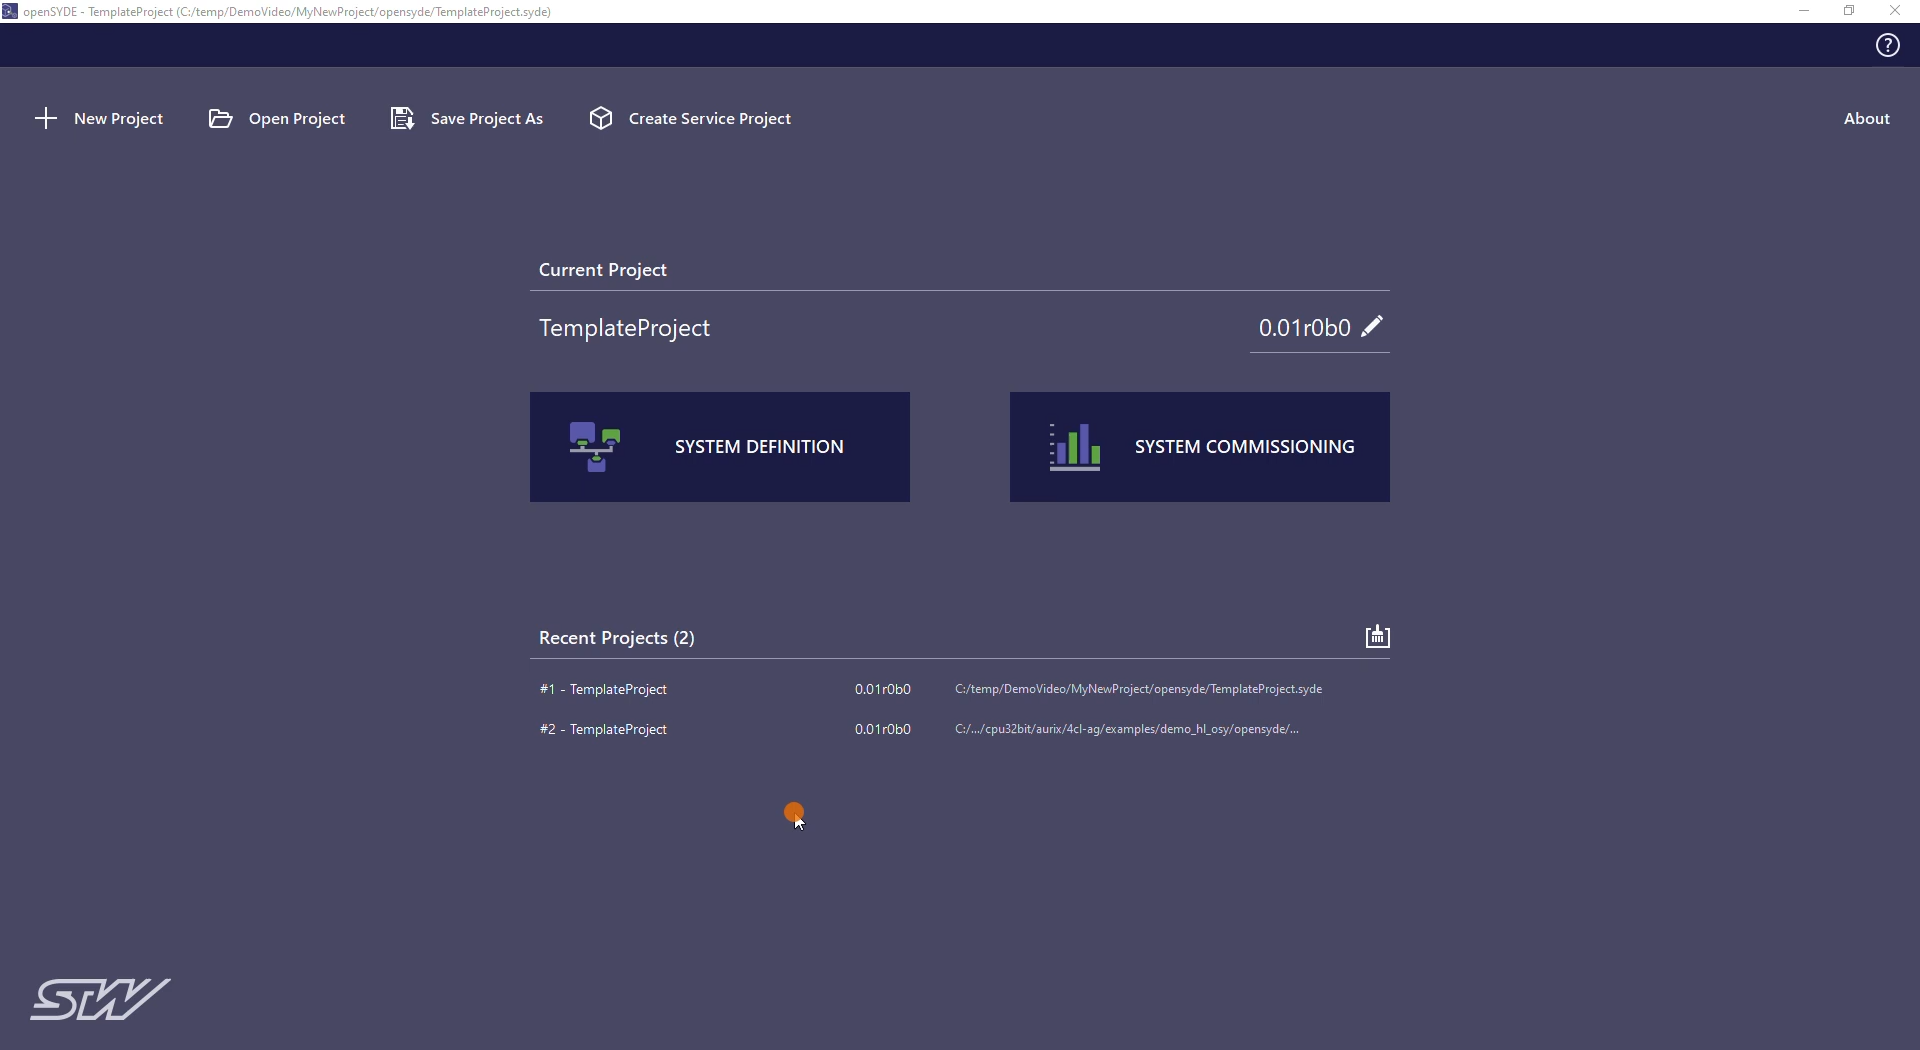 openSYDE - TemplateProject (C:/temp/DemoVideo/MyNewProject/opensyde/TemplateProject.syde)
New Project Open Project Save Project As Create Service Project About
Current Project
TemplateProject 0.01r0b0
SYSTEM DEFINITION SYSTEM COMMISSIONING
Recent Projects (2)
#1 - TemplateProject 0.01r0b0 C:/temp/DemoVideo/MyNewProject/opensyde/TemplateProject.syde
#2 - TemplateProject 0.01r0b0 C:/.../cpu32bit/aurix/4cl-ag/examples/demo_hl_osy/opensyde/...
STW